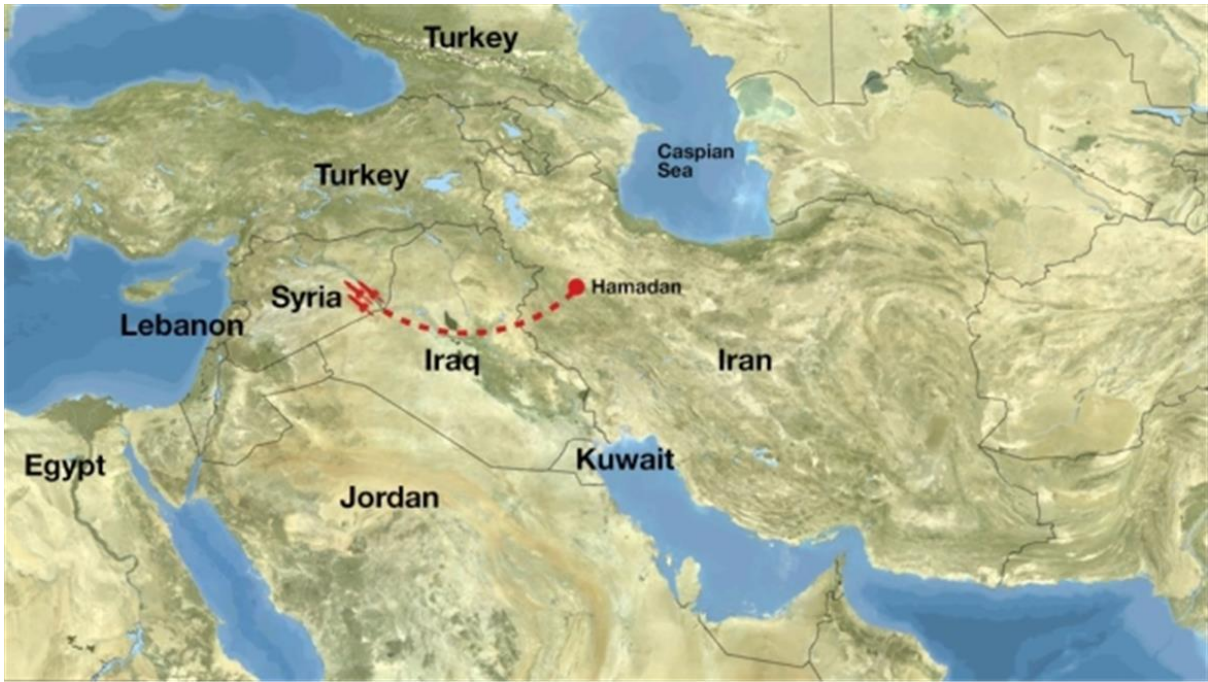 Turkey
Caspian
Sea
Turkey
Hamadan
Syria
Lebanon
Iraq
Iran
Kuwait
Egypt
Jordan